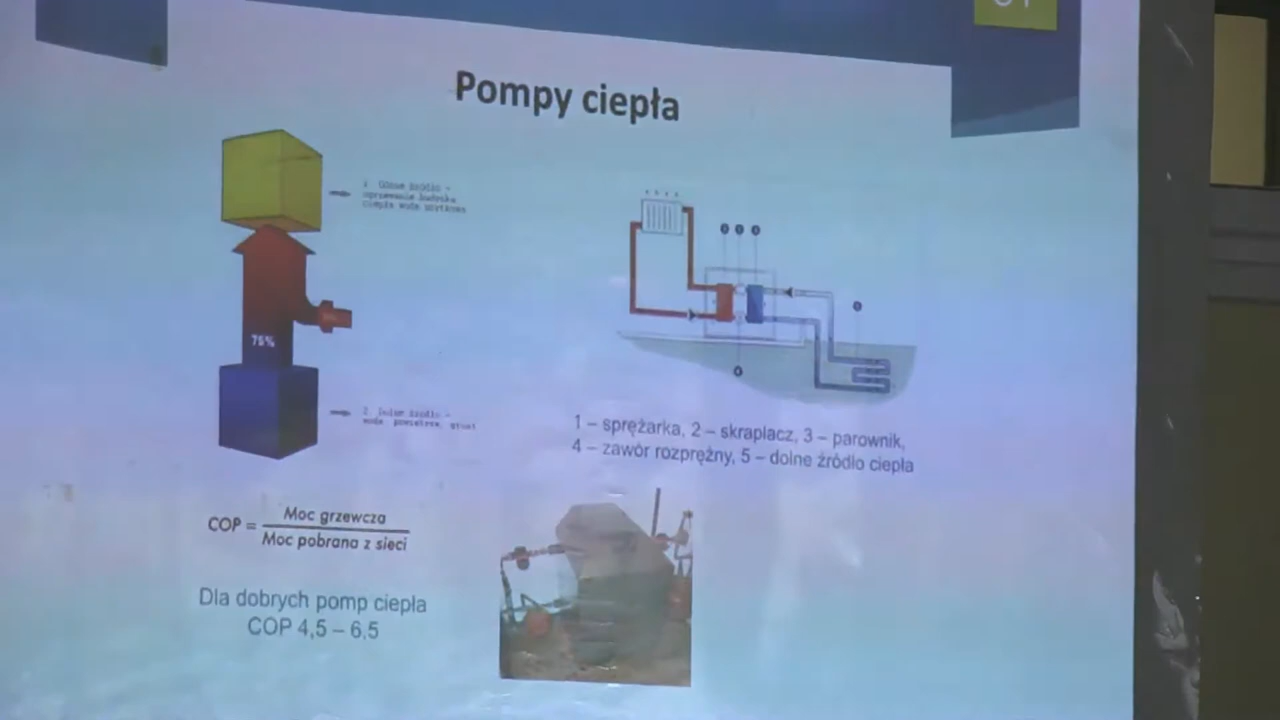 Pompy ciepła
75%
1 – sprężarka, 2 – skraplacz, 3 – parownik,
4 – zawór rozprężny, 5 – dolne źródło ciepła
COP = Moc grzewcza
Moc pobrana z sieci
Dla dobrych pomp ciepła
COP 4,5 – 6,5